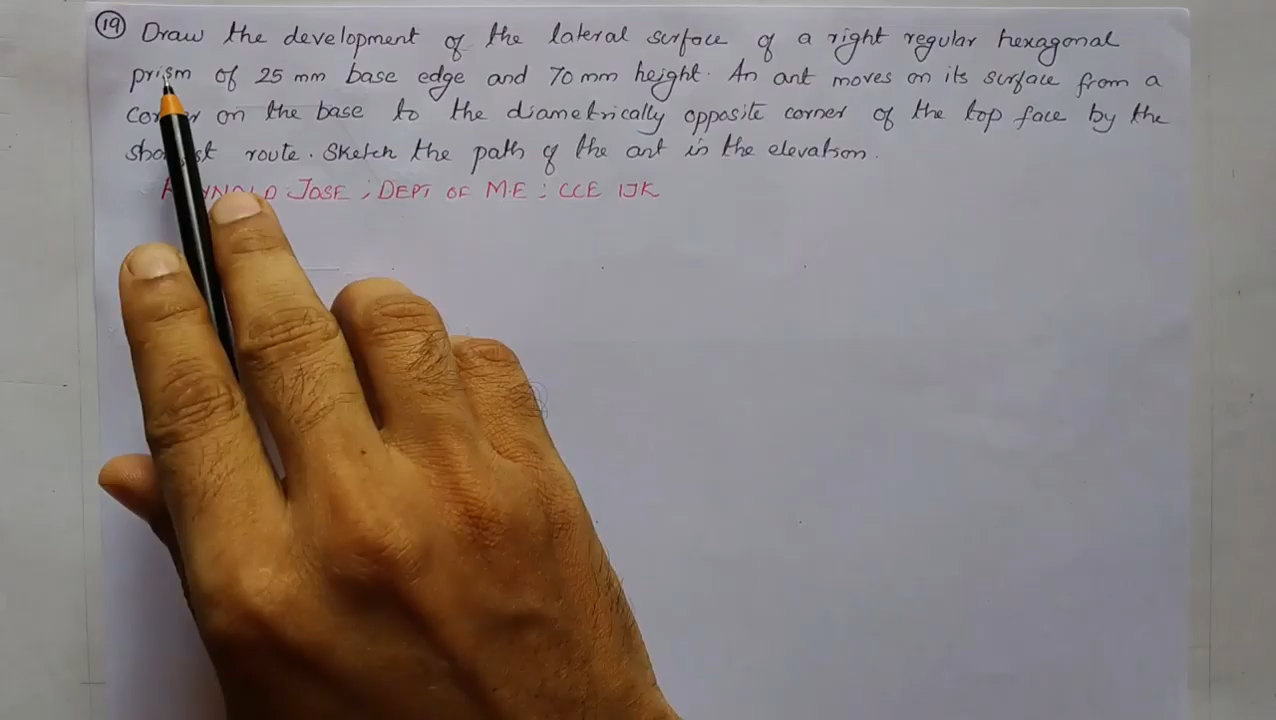 19 Draw the development of the lateral surface of a right regular hexagonal
prism of 25 mm base edge and 70 mm height. An ant moves on its surface from a
on the base to the diametrically opposite corner of the top face by the
route. Sketch the path of the ant in the elevation.
JOSE ; DEPT OF M.E : CCE IJK